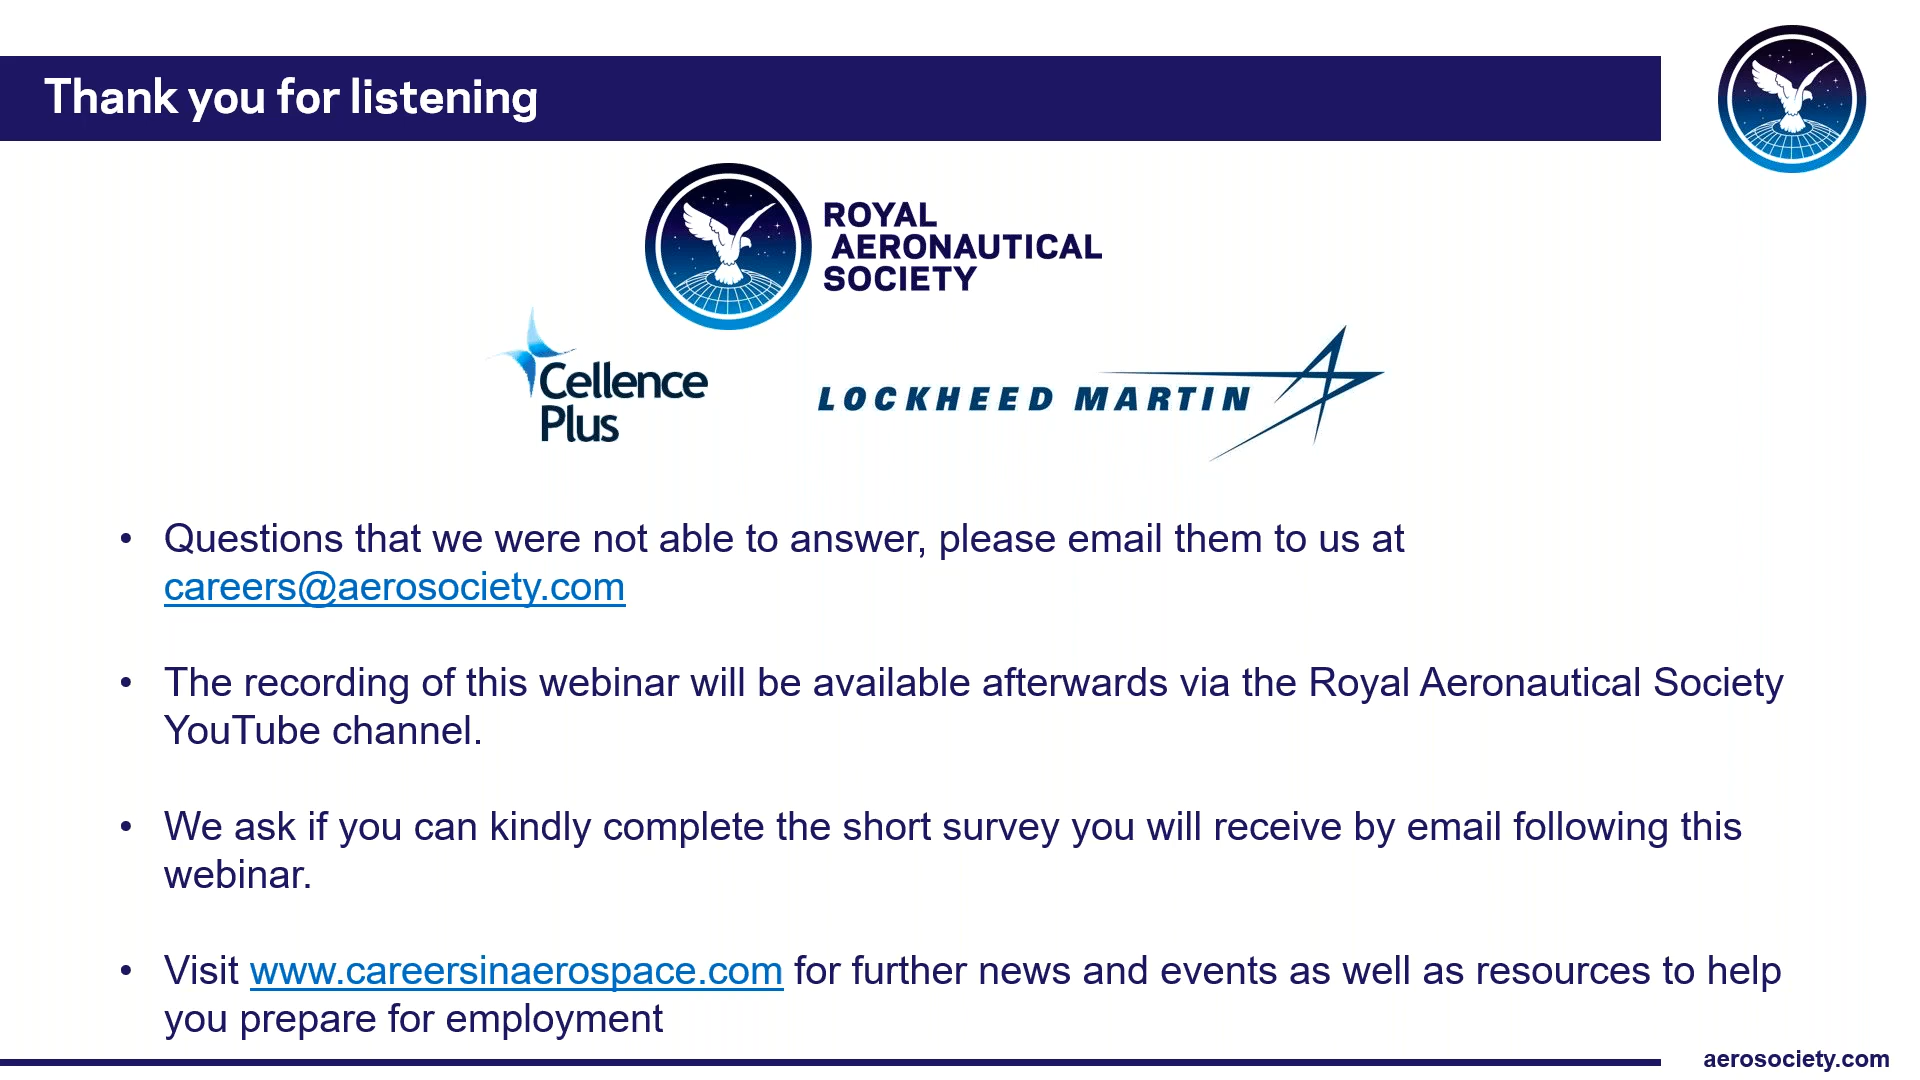 Thank you for listening
ROYAL
AERONAUTICAL
SOCIETY
Cellence
Plus
LOCKHEED MARTIN
• Questions that we were not able to answer, please email them to us at
careers@aerosociety.com
• The recording of this webinar will be available afterwards via the Royal Aeronautical Society
YouTube channel.
• We ask if you can kindly complete the short survey you will receive by email following this
webinar.
• Visit www.careersinaerospace.com for further news and events as well as resources to help
you prepare for employment
aerosociety.com